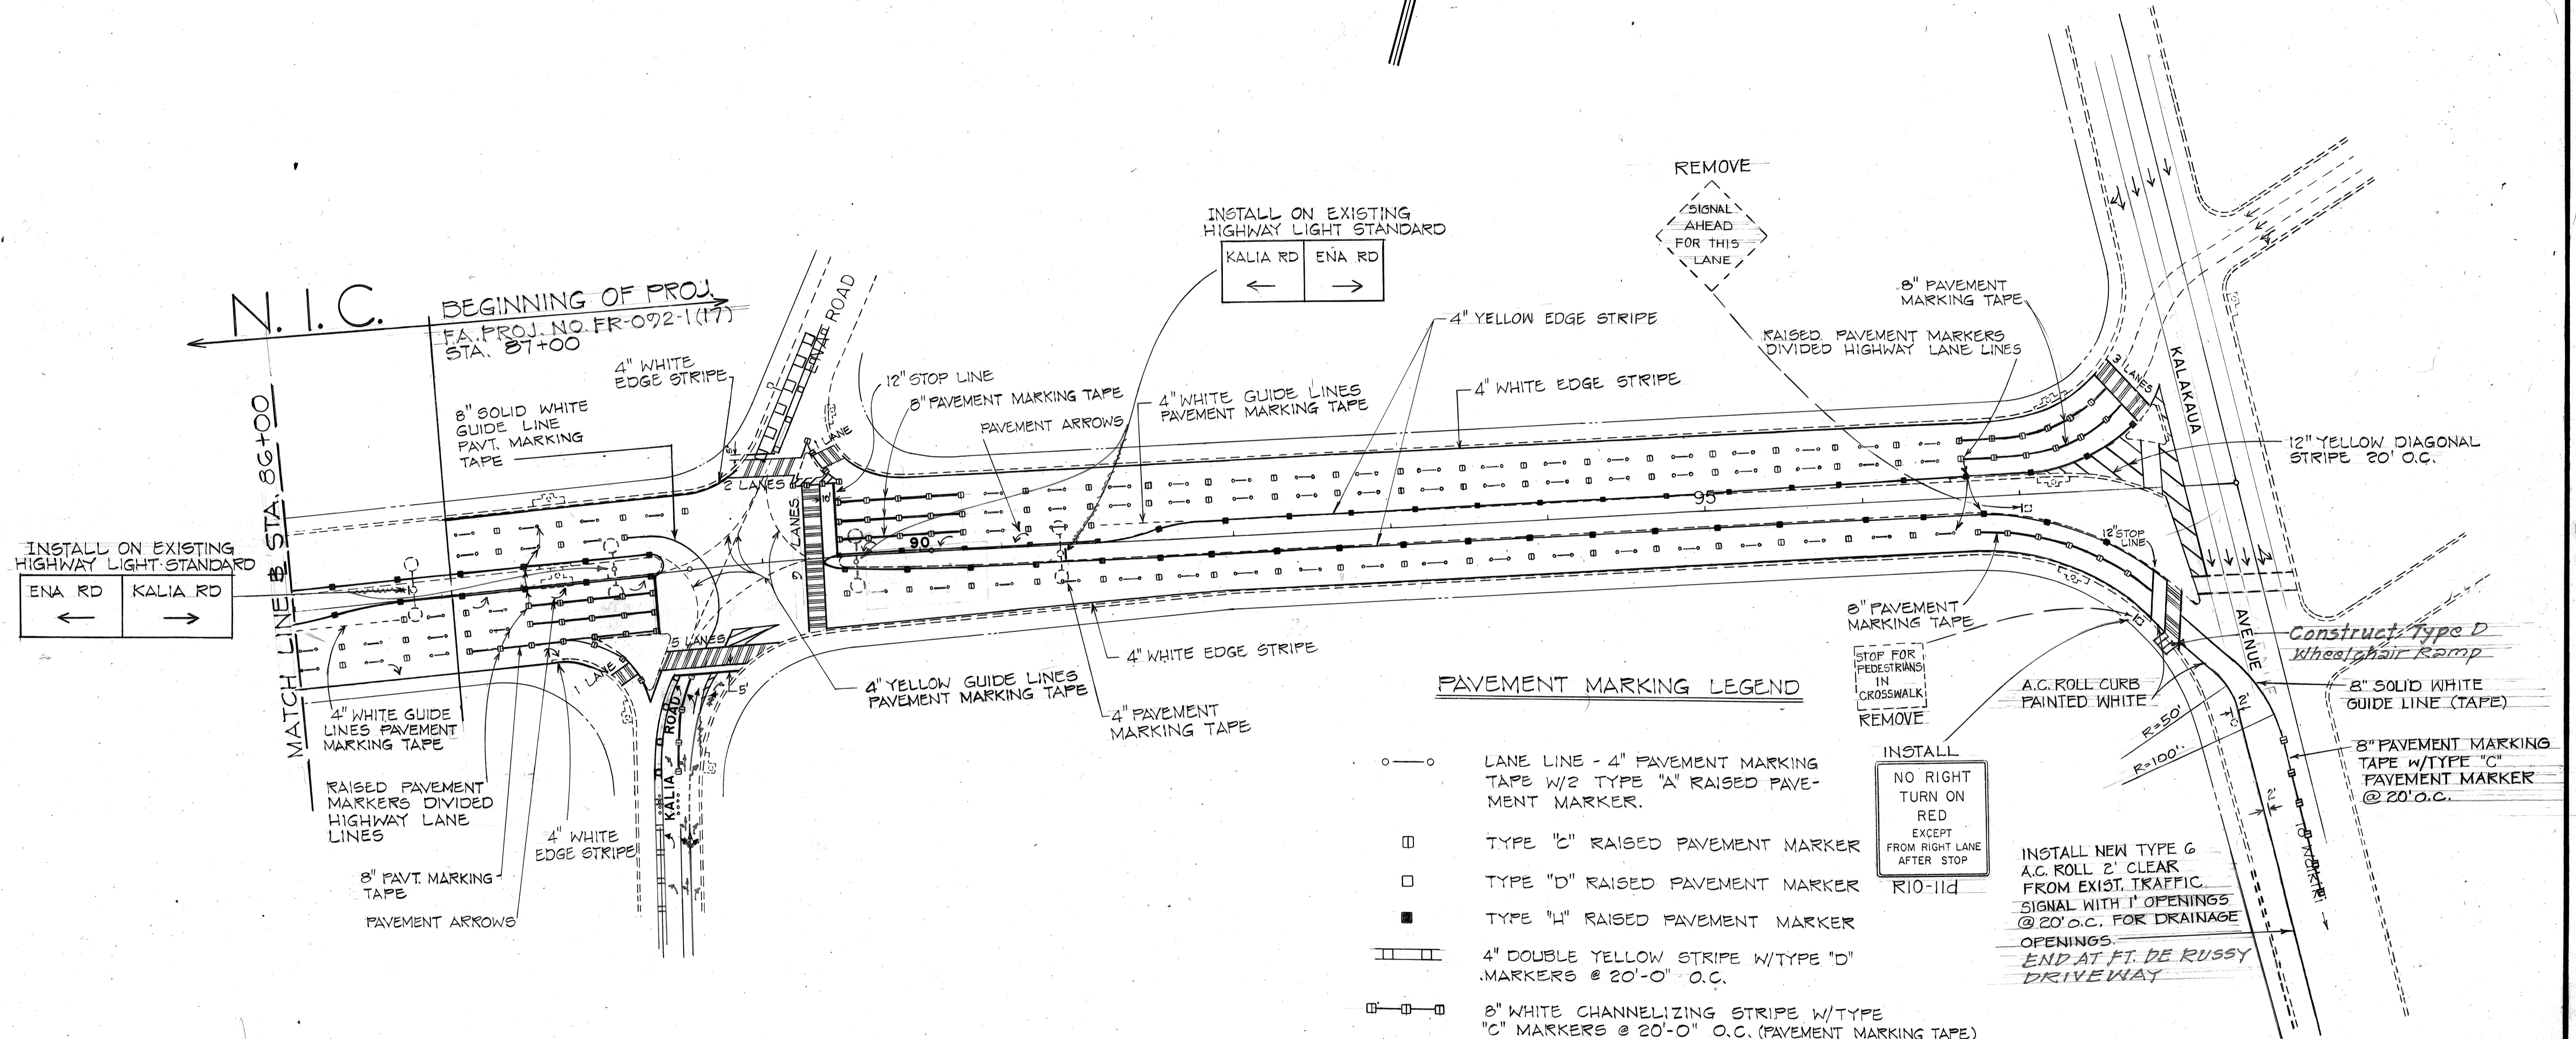 N. I. C.
BEGINNING OF PROJ.
F.A. PROJ. NO. FR-092-1(17)
STA. 87+00
MATCH LINE B STA. 86+00
INSTALL ON EXISTING
HIGHWAY LIGHT STANDARD
ENA RD
KALIA RD
8" SOLID WHITE
GUIDE LINE
PAVT. MARKING
TAPE
4" WHITE
EDGE STRIPE
ENA ROAD
2 LANES
1 LANE
2 LANES
10'
5 LANES
1 LANE
5'
KALIA ROAD
4" WHITE GUIDE
LINES PAVEMENT
MARKING TAPE
RAISED PAVEMENT
MARKERS DIVIDED
HIGHWAY LANE
LINES
8" PAVT. MARKING
TAPE
PAVEMENT ARROWS
4" WHITE
EDGE STRIPE
12" STOP LINE
8" PAVEMENT MARKING TAPE
PAVEMENT ARROWS
4" WHITE GUIDE LINES
PAVEMENT MARKING TAPE
90
95
4" YELLOW GUIDE LINES
PAVEMENT MARKING TAPE
4" WHITE EDGE STRIPE
4" PAVEMENT
MARKING TAPE
INSTALL ON EXISTING
HIGHWAY LIGHT STANDARD
KALIA RD
ENA RD
4" YELLOW EDGE STRIPE
4" WHITE EDGE STRIPE
REMOVE
SIGNAL
AHEAD
FOR THIS
LANE
8" PAVEMENT
MARKING TAPE
RAISED PAVEMENT MARKERS
DIVIDED HIGHWAY LANE LINES
3 LANES
KALAKAUA
AVENUE
12" YELLOW DIAGONAL
STRIPE 20' O.C.
12" STOP
LINE
8" PAVEMENT
MARKING TAPE
STOP FOR
PEDESTRIANS
IN
CROSSWALK
REMOVE
INSTALL
NO RIGHT
TURN ON
RED
EXCEPT
FROM RIGHT LANE
AFTER STOP
R10-11d
A.C. ROLL CURB
PAINTED WHITE
R=50'
R=100'
2'
2'
Construct Type D
Wheelchair Ramp
8" SOLID WHITE
GUIDE LINE (TAPE)
8" PAVEMENT MARKING
TAPE W/TYPE "C"
PAVEMENT MARKER
@ 20' O.C.
TO WAIKIKI
INSTALL NEW TYPE G
A.C. ROLL 2' CLEAR
FROM EXIST. TRAFFIC
SIGNAL WITH 1' OPENINGS
@ 20' O.C. FOR DRAINAGE
OPENINGS.
END AT FT. DE RUSSY
DRIVEWAY
PAVEMENT MARKING LEGEND
LANE LINE - 4" PAVEMENT MARKING
TAPE W/2 TYPE "A" RAISED PAVE-
MENT MARKER.
TYPE "C" RAISED PAVEMENT MARKER
TYPE "D" RAISED PAVEMENT MARKER
TYPE "H" RAISED PAVEMENT MARKER
4" DOUBLE YELLOW STRIPE W/TYPE "D"
MARKERS @ 20'-0" O.C.
8" WHITE CHANNELIZING STRIPE W/TYPE
"C" MARKERS @ 20'-0" O.C. (PAVEMENT MARKING TAPE)